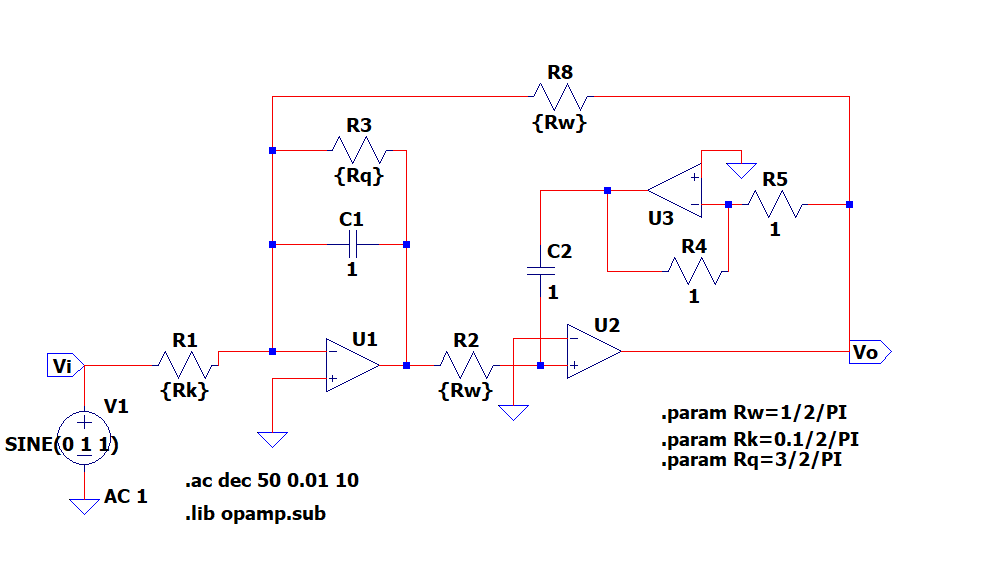 R8
{Rw}
R3
{Rq}
C1
1
U3
R5
1
R4
1
C2
1
U2
R1
{Rk}
U1
R2
{Rw}
Vi
Vo
V1
SINE(0 1 1)
AC 1
.ac dec 50 0.01 10
.lib opamp.sub
.param Rw=1/2/PI
.param Rk=0.1/2/PI
.param Rq=3/2/PI